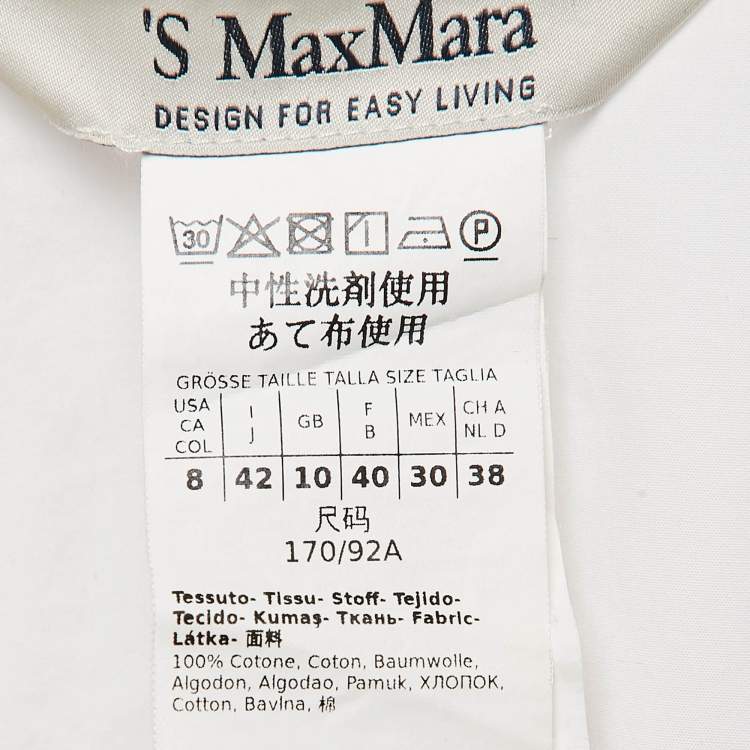 'S MaxMara
DESIGN FOR EASY LIVING
30 P
中性洗剤使用
あて布使用
GRÖSSE TAILLE TALLA SIZE TAGLIA
USA CA COL I J GB F B MEX CH A NL D
8 42 10 40 30 38
尺码
170/92A
Tessuto- Tissu- Stoff- Tejido-
Tecido- Kumaş- Ткань- Fabric-
Látka- 面料
100% Cotone, Coton, Baumwolle,
Algodon, Algodao, Pamuk, ХЛОПОК,
Cotton, Bavlna, 棉